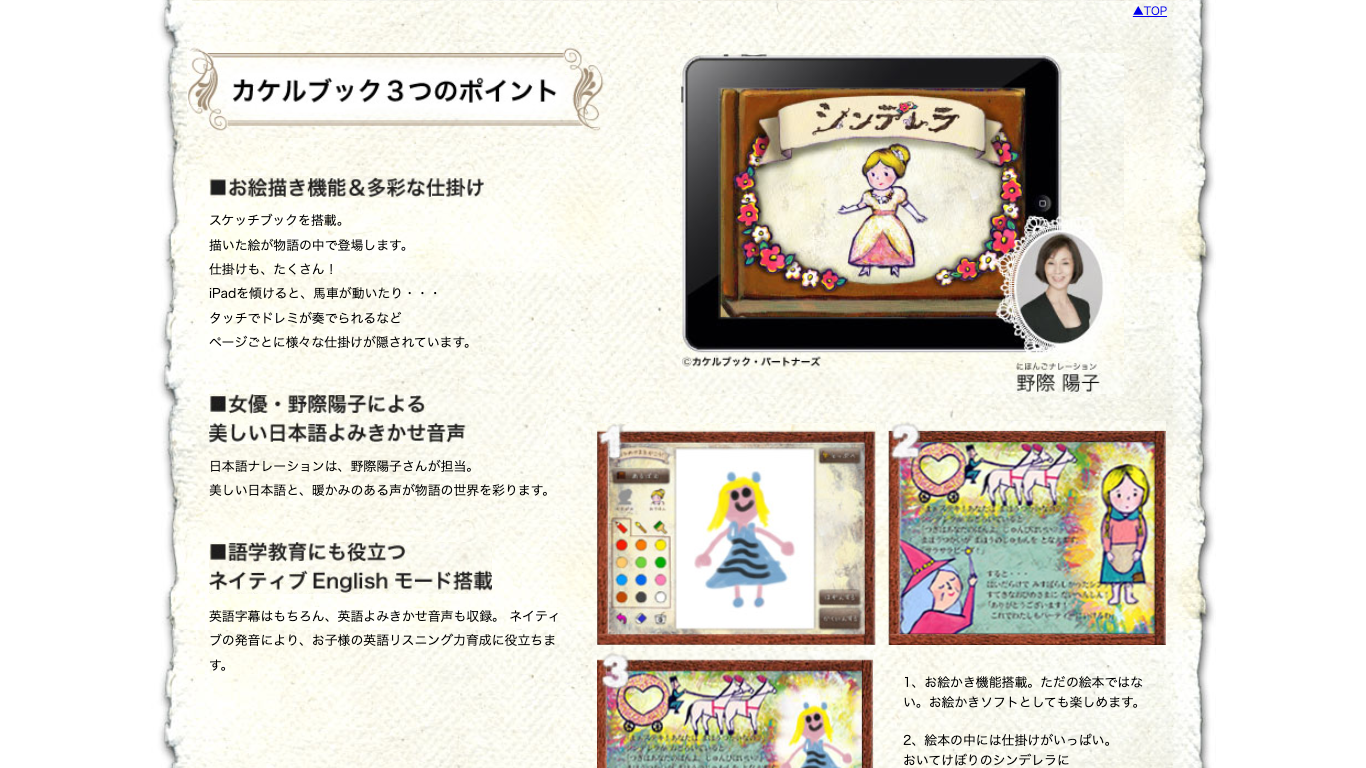 ▲TOP
カケルブック３つのポイント
シンデレラ
■お絵描き機能＆多彩な仕掛け
スケッチブックを搭載。
描いた絵が物語の中で登場します。
仕掛けも、たくさん！
iPadを傾けると、馬車が動いたり・・・
タッチでドレミが奏でられるなど
ページごとに様々な仕掛けが隠されています。
©カケルブック・パートナーズ
にほんごナレーション
野際 陽子
■女優・野際陽子による
美しい日本語よみきかせ音声
日本語ナレーションは、野際陽子さんが担当。
美しい日本語と、暖かみのある声が物語の世界を彩ります。
■語学教育にも役立つ
ネイティブ English モード搭載
英語字幕はもちろん、英語よみきかせ音声も収録。 ネイティ
ブの発音により、お子様の英語リスニング力育成に役立ちま
す。
1
2
すると・・・
3
1、お絵かき機能搭載。ただの絵本ではな
い。お絵かきソフトとしても楽しめます。
2、絵本の中には仕掛けがいっぱい。
おいてけぼりのシンデレラに